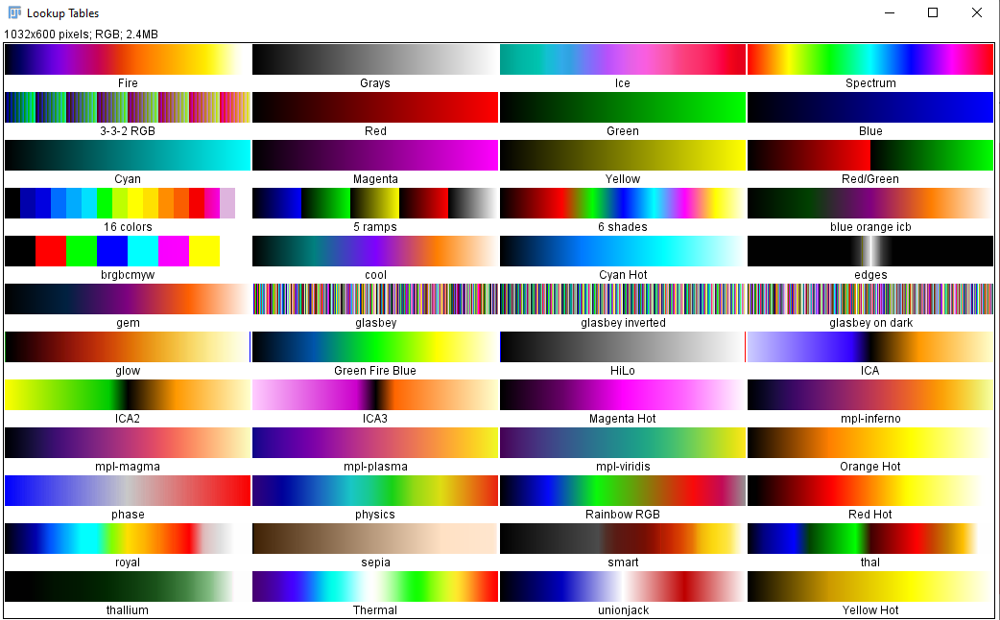 Lookup Tables
1032x600 pixels; RGB; 2.4MB
Fire Grays Ice Spectrum
3-3-2 RGB Red Green Blue
Cyan Magenta Yellow Red/Green
16 colors 5 ramps 6 shades blue orange icb
brgbcmyw cool Cyan Hot edges
gem glasbey glasbey inverted glasbey on dark
glow Green Fire Blue HiLo ICA
ICA2 ICA3 Magenta Hot mpl-inferno
mpl-magma mpl-plasma mpl-viridis Orange Hot
phase physics Rainbow RGB Red Hot
royal sepia smart thal
thallium Thermal unionjack Yellow Hot